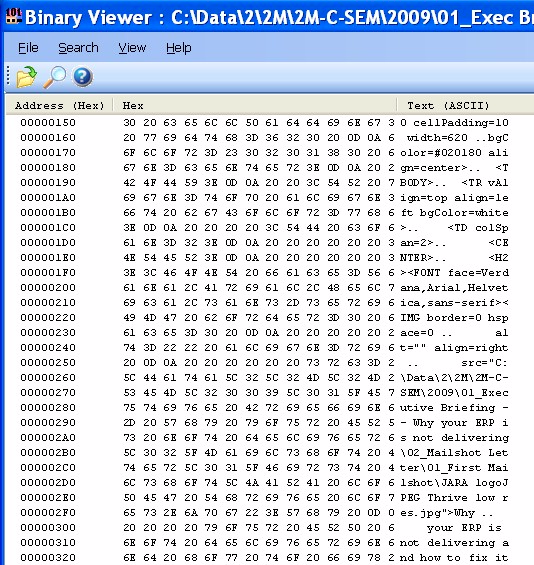 Binary Viewer : C:\Data\2\2M\2M-C-SEM\2009\01_Exec Br
File Search View Help
Address (Hex) Hex Text (ASCII)
00000150 30 20 63 65 6C 6C 50 61 64 64 69 6E 67 3 0 cellPadding=10
00000160 20 77 69 64 74 68 3D 36 32 30 20 0D 0A 6 width=620 ..bgC
00000170 6F 6C 6F 72 3D 23 30 32 30 31 38 30 20 6 olor=#020180 ali
00000180 67 6E 3D 63 65 6E 74 65 72 3E 0D 0A 20 2 gn=center>.. <T
00000190 42 4F 44 59 3E 0D 0A 20 20 3C 54 52 20 7 BODY>.. <TR vAl
000001A0 69 67 6E 3D 74 6F 70 20 61 6C 69 67 6E 3 ign=top align=le
000001B0 66 74 20 62 67 43 6F 6C 6F 72 3D 77 68 6 ft bgColor=white
000001C0 3E 0D 0A 20 20 20 20 3C 54 44 20 63 6F 6 >.. <TD colSp
000001D0 61 6E 3D 32 3E 0D 0A 20 20 20 20 20 20 3 an=2>.. <CE
000001E0 4E 54 45 52 3E 0D 0A 20 20 20 20 20 20 3 NTER>.. <H2
000001F0 3E 3C 46 4F 4E 54 20 66 61 63 65 3D 56 6 ><FONT face=Verd
00000200 61 6E 61 2C 41 72 69 61 6C 2C 48 65 6C 7 ana,Arial,Helvet
00000210 69 63 61 2C 73 61 6E 73 2D 73 65 72 69 6 ica,sans-serif><
00000220 49 4D 47 20 62 6F 72 64 65 72 3D 30 20 6 IMG border=0 hsp
00000230 61 63 65 3D 30 20 0D 0A 20 20 20 20 20 2 ace=0 .. al
00000240 74 3D 22 22 20 61 6C 69 67 6E 3D 72 69 6 t="" align=right
00000250 20 0D 0A 20 20 20 20 20 20 73 72 63 3D 2 .. src="C:
00000260 5C 44 61 74 61 5C 32 5C 32 4D 5C 32 4D 2 \Data\2\2M\2M-C-
00000270 53 45 4D 5C 32 30 30 39 5C 30 31 5F 45 7 SEM\2009\01_Exec
00000280 75 74 69 76 65 20 42 72 69 65 66 69 6E 6 utive Briefing -
00000290 2D 20 57 68 79 20 79 6F 75 72 20 45 52 5 - Why your ERP i
000002A0 73 20 6E 6F 74 20 64 65 6C 69 76 65 72 6 s not delivering
000002B0 5C 30 32 5F 4D 61 69 6C 73 68 6F 74 20 4 \02_Mailshot Let
000002C0 74 65 72 5C 30 31 5F 46 69 72 73 74 20 4 ter\01_First Mai
000002D0 6C 73 68 6F 74 5C 4A 41 52 41 20 6C 6F 6 lshot\JARA logoJ
000002E0 50 45 47 20 54 68 72 69 76 65 20 6C 6F 7 PEG Thrive low r
000002F0 65 73 2E 6A 70 67 22 3E 57 68 79 20 0D 0 es.jpg">Why ..
00000300 20 20 20 20 79 6F 75 72 20 45 52 50 20 6 your ERP is
00000310 6E 6F 74 20 64 65 6C 69 76 65 72 69 6E 6 not delivering a
00000320 6E 64 20 68 6F 77 20 74 6F 20 66 69 78 2 nd how to fix it